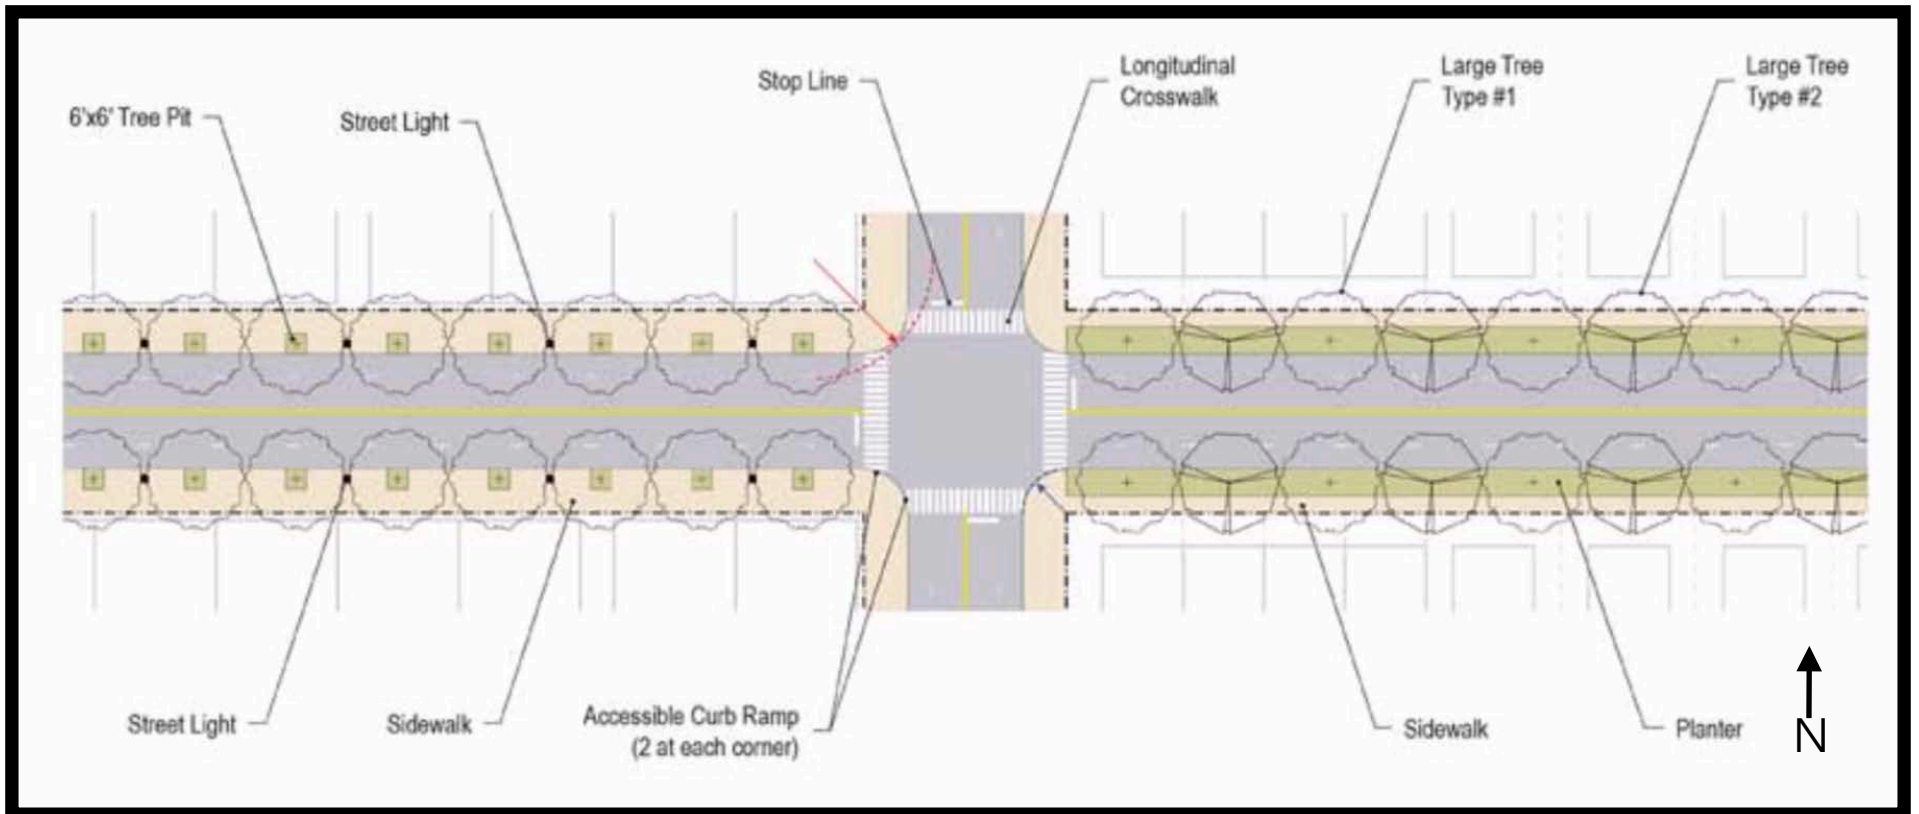 Stop Line
Longitudinal
Crosswalk
Large Tree
Type #1
Large Tree
Type #2
6'x6' Tree Pit
Street Light
Street Light
Sidewalk
Accessible Curb Ramp
(2 at each corner)
Sidewalk
Planter
N